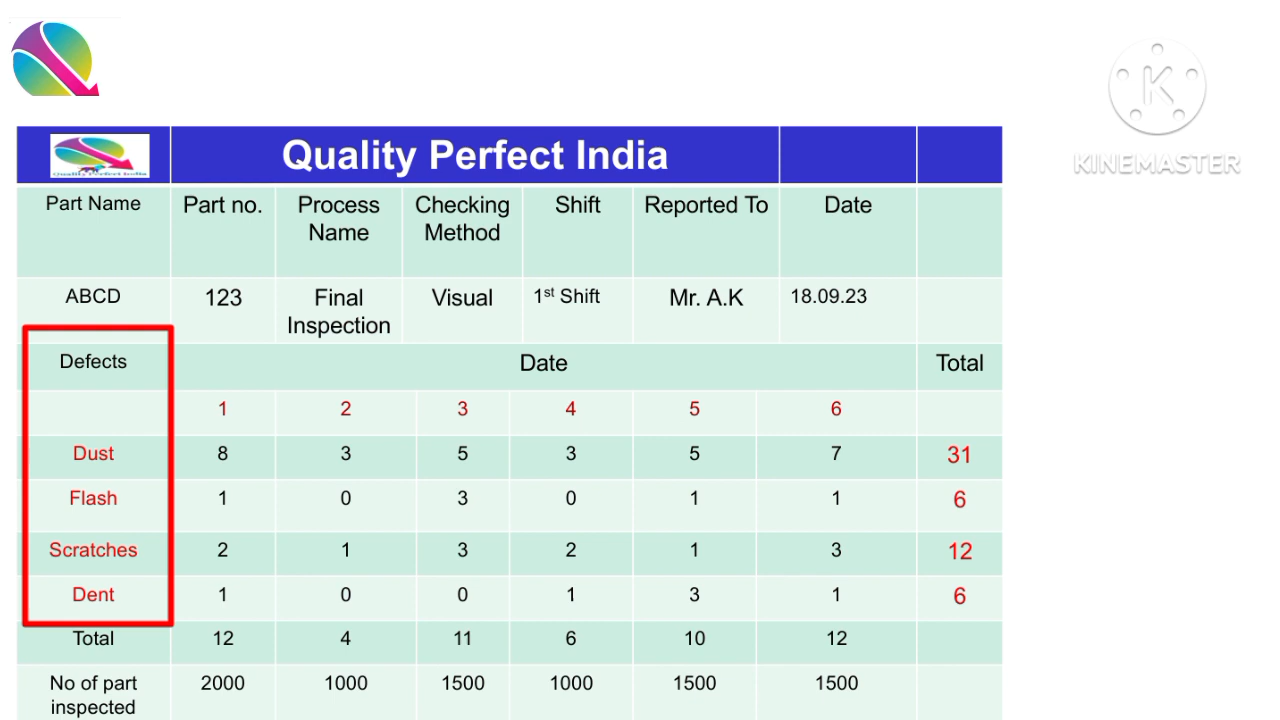 KINEMASTER
Quality Perfect India
Quality Perfect India
Part Name Part no. Process Name Checking Method Shift Reported To Date
ABCD 123 Final Inspection Visual 1st Shift Mr. A.K 18.09.23
Defects Date Total
1 2 3 4 5 6
Dust 8 3 5 3 5 7 31
Flash 1 0 3 0 1 1 6
Scratches 2 1 3 2 1 3 12
Dent 1 0 0 1 3 1 6
Total 12 4 11 6 10 12
No of part inspected 2000 1000 1500 1000 1500 1500